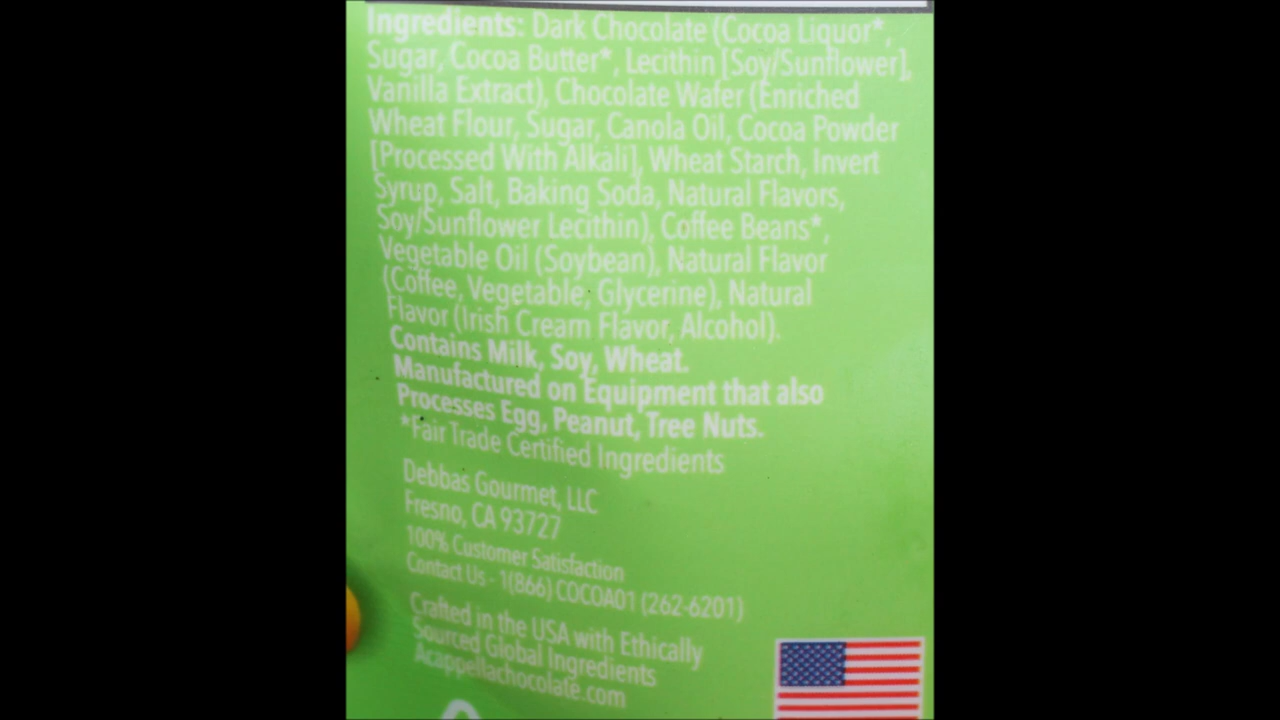 Ingredients: Dark Chocolate (Cocoa Liquor*,
Sugar, Cocoa Butter*, Lecithin [Soy/Sunflower],
Vanilla Extract), Chocolate Wafer (Enriched
Wheat Flour, Sugar, Canola Oil, Cocoa Powder
[Processed With Alkali], Wheat Starch, Invert
Syrup, Salt, Baking Soda, Natural Flavors,
Soy/Sunflower Lecithin), Coffee Beans*,
Vegetable Oil (Soybean), Natural Flavor
(Coffee, Vegetable, Glycerine), Natural
Flavor (Irish Cream Flavor, Alcohol).
Contains Milk, Soy, Wheat.
Manufactured on Equipment that also
Processes Egg, Peanut, Tree Nuts.
*Fair Trade Certified Ingredients
Debbas Gourmet, LLC
Fresno, CA 93727
100% Customer Satisfaction
Contact Us - 1(866) COCOA01 (262-6201)
Crafted in the USA with Ethically
Sourced Global Ingredients
Acappellachocolate.com